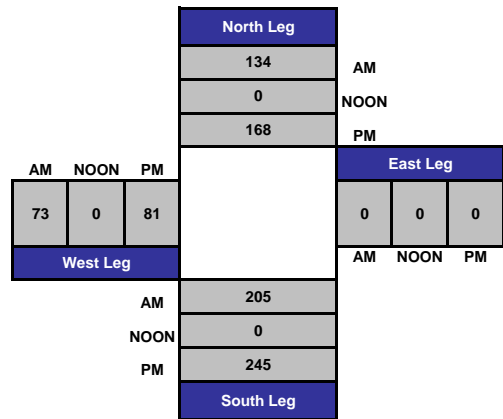 North Leg
134 AM
0 NOON
168 PM
AM NOON PM East Leg
73 0 81 0 0 0
West Leg AM NOON PM
AM 205
NOON 0
PM 245
South Leg